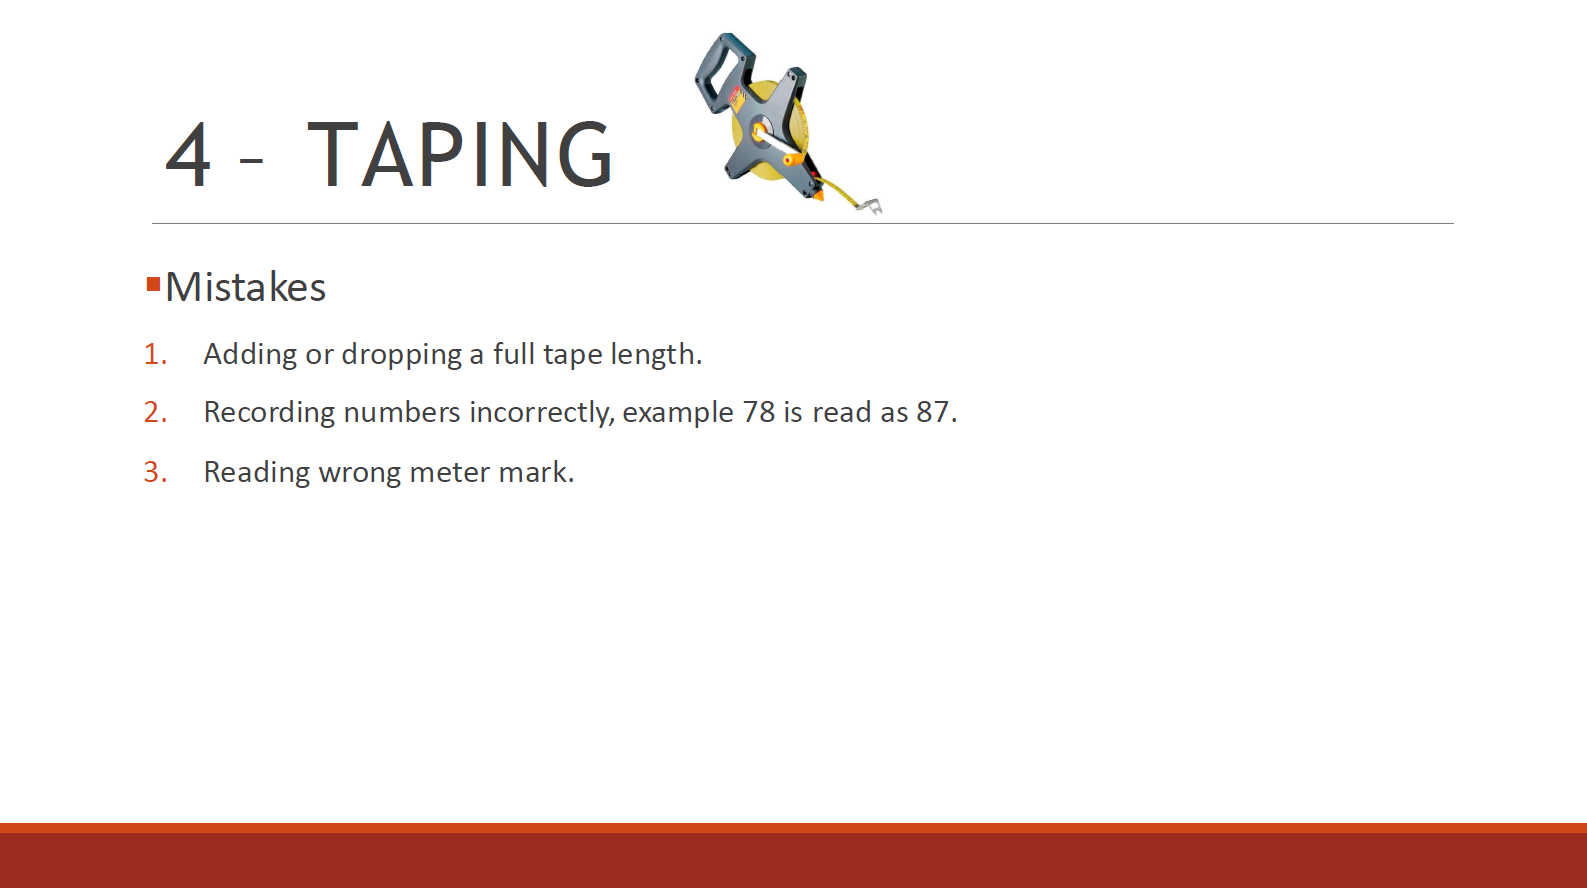 4 – TAPING
Mistakes
1. Adding or dropping a full tape length.
2. Recording numbers incorrectly, example 78 is read as 87.
3. Reading wrong meter mark.